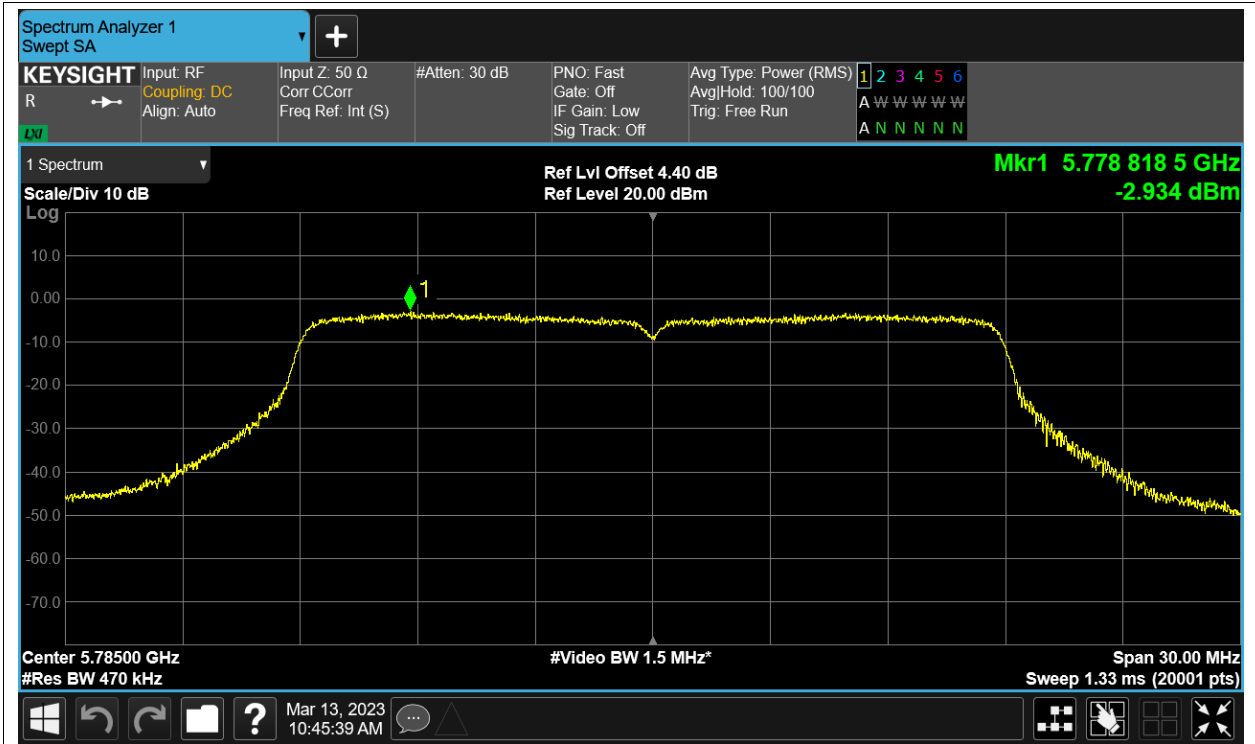 Spectrum Analyzer 1
Swept SA
KEYSIGHT
R
LXI
Input: RF
Coupling: DC
Align: Auto
Input Z: 50 Ω
Corr CCorr
Freq Ref: Int (S)
#Atten: 30 dB
PNO: Fast
Gate: Off
IF Gain: Low
Sig Track: Off
Avg Type: Power (RMS)
Avg|Hold: 100/100
Trig: Free Run
1 2 3 4 5 6
A W W W W W
A N N N N N
1 Spectrum
Scale/Div 10 dB
Ref Lvl Offset 4.40 dB
Ref Level 20.00 dBm
Mkr1 5.778 818 5 GHz
-2.934 dBm
Log
10.0
0.00
-10.0
-20.0
-30.0
-40.0
-50.0
-60.0
-70.0
1
Center 5.78500 GHz
#Res BW 470 kHz
#Video BW 1.5 MHz*
Span 30.00 MHz
Sweep 1.33 ms (20001 pts)
?
Mar 13, 2023
10:45:39 AM